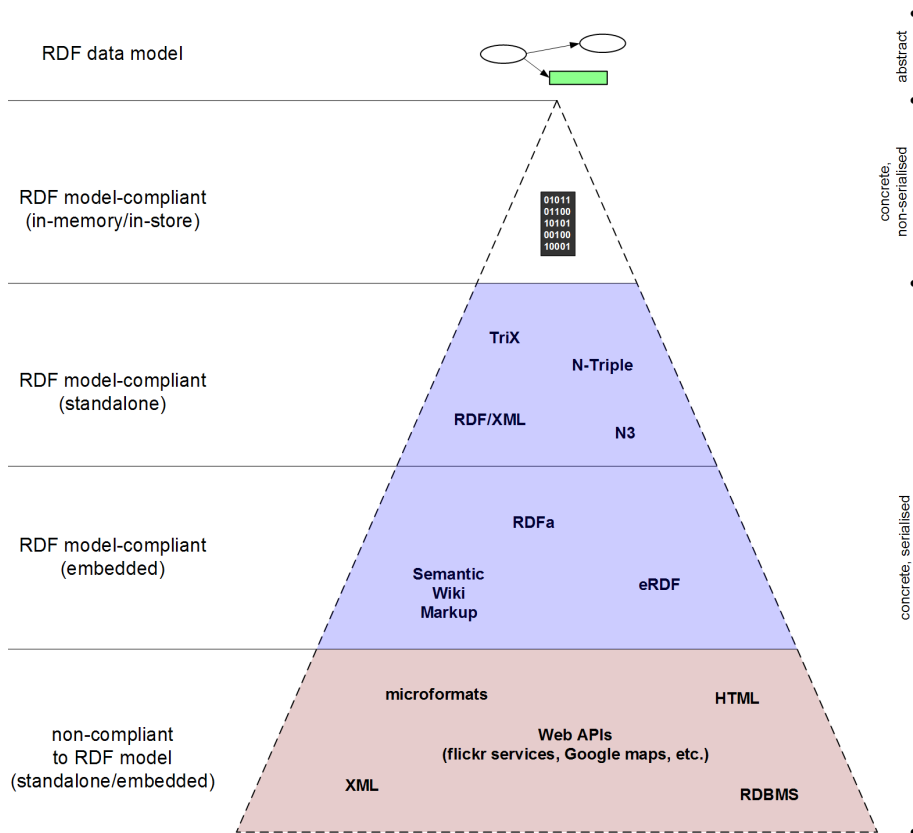 RDF data model
abstract
RDF model-compliant
(in-memory/in-store)
01011
01100
10101
00100
10001
concrete,
non-serialised
RDF model-compliant
(standalone)
TriX
N-Triple
RDF/XML
N3
RDF model-compliant
(embedded)
RDFa
Semantic
Wiki
Markup
eRDF
concrete, serialised
non-compliant
to RDF model
(standalone/embedded)
microformats
HTML
Web APIs
(flickr services, Google maps, etc.)
XML
RDBMS